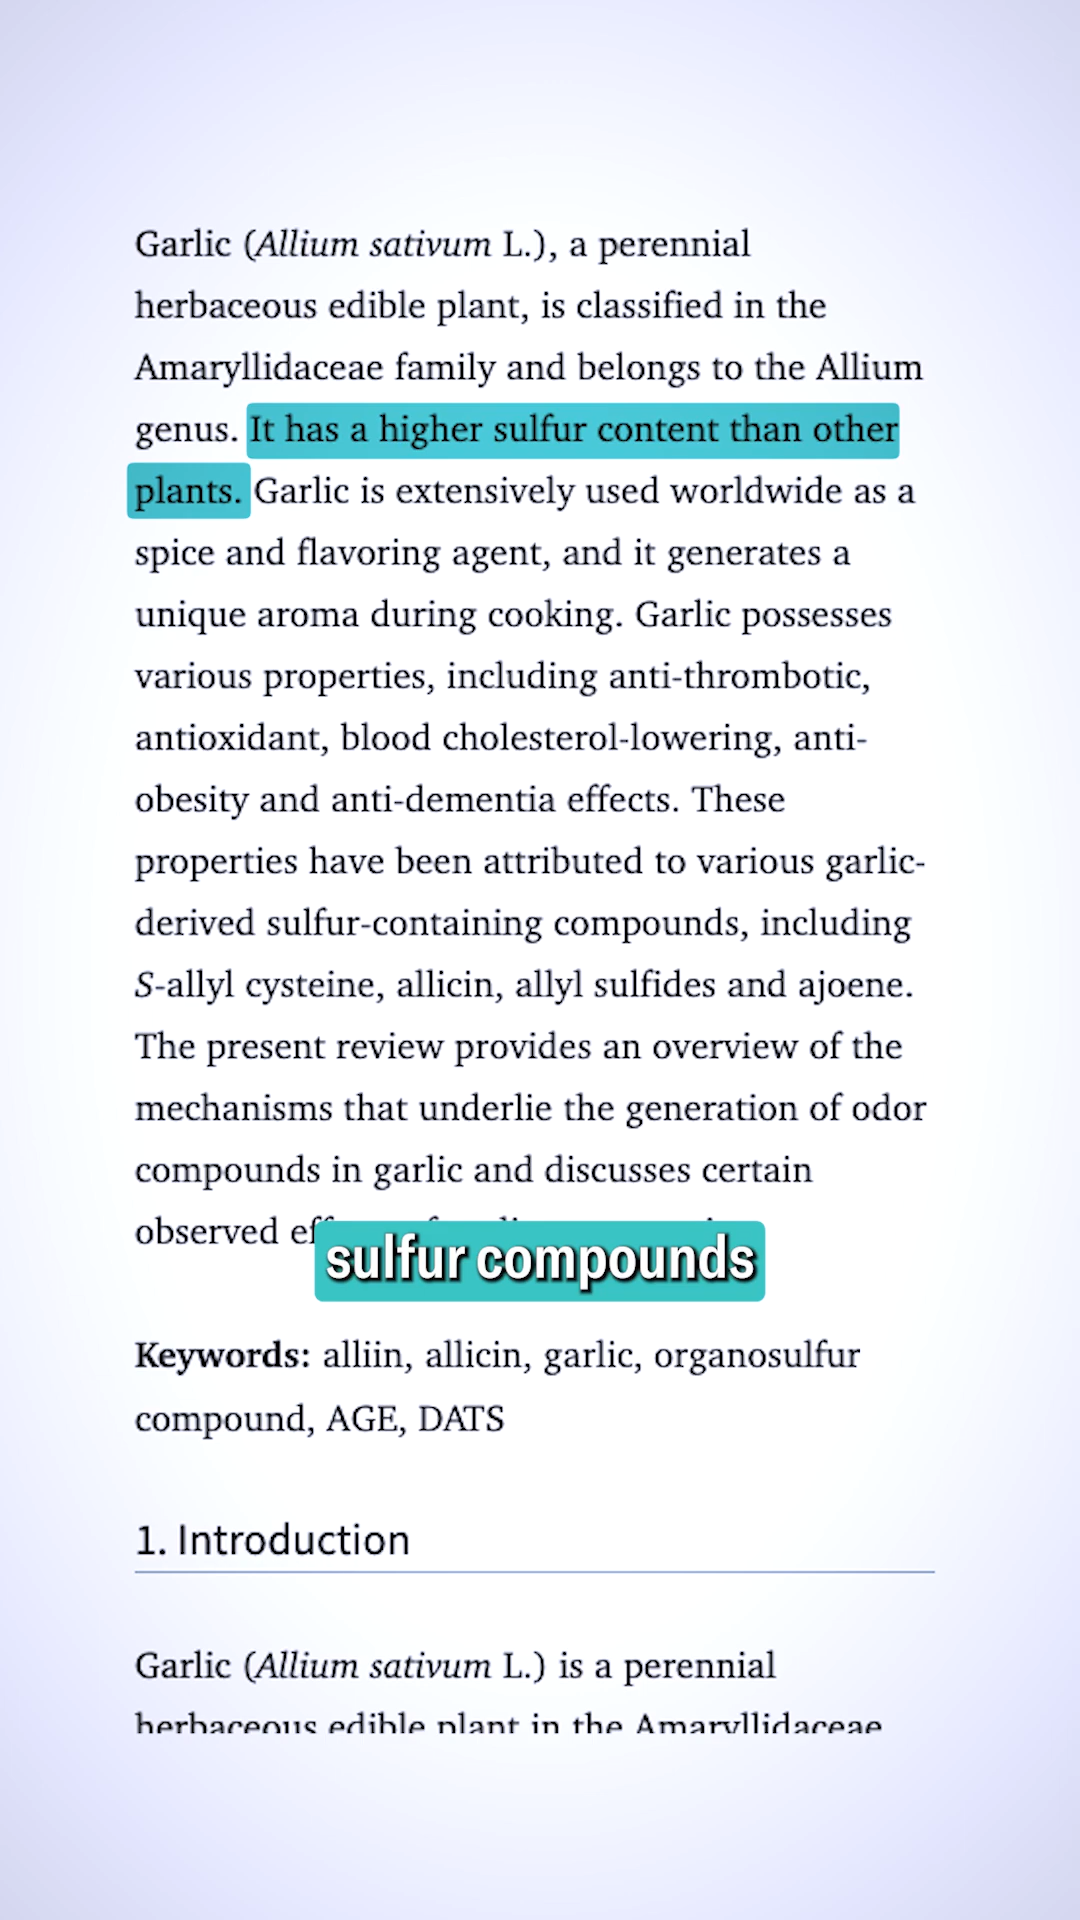 Garlic (Allium sativum L.), a perennial
herbaceous edible plant, is classified in the
Amaryllidaceae family and belongs to the Allium
genus. It has a higher sulfur content than other
plants. Garlic is extensively used worldwide as a
spice and flavoring agent, and it generates a
unique aroma during cooking. Garlic possesses
various properties, including anti-thrombotic,
antioxidant, blood cholesterol-lowering, anti-
obesity and anti-dementia effects. These
properties have been attributed to various garlic-
derived sulfur-containing compounds, including
S-allyl cysteine, allicin, allyl sulfides and ajoene.
The present review provides an overview of the
mechanisms that underlie the generation of odor
compounds in garlic and discusses certain
observed
sulfur compounds
Keywords: alliin, allicin, garlic, organosulfur
compound, AGE, DATS
1. Introduction
Garlic (Allium sativum L.) is a perennial
herbaceous edible plant in the Amaryllidaceae